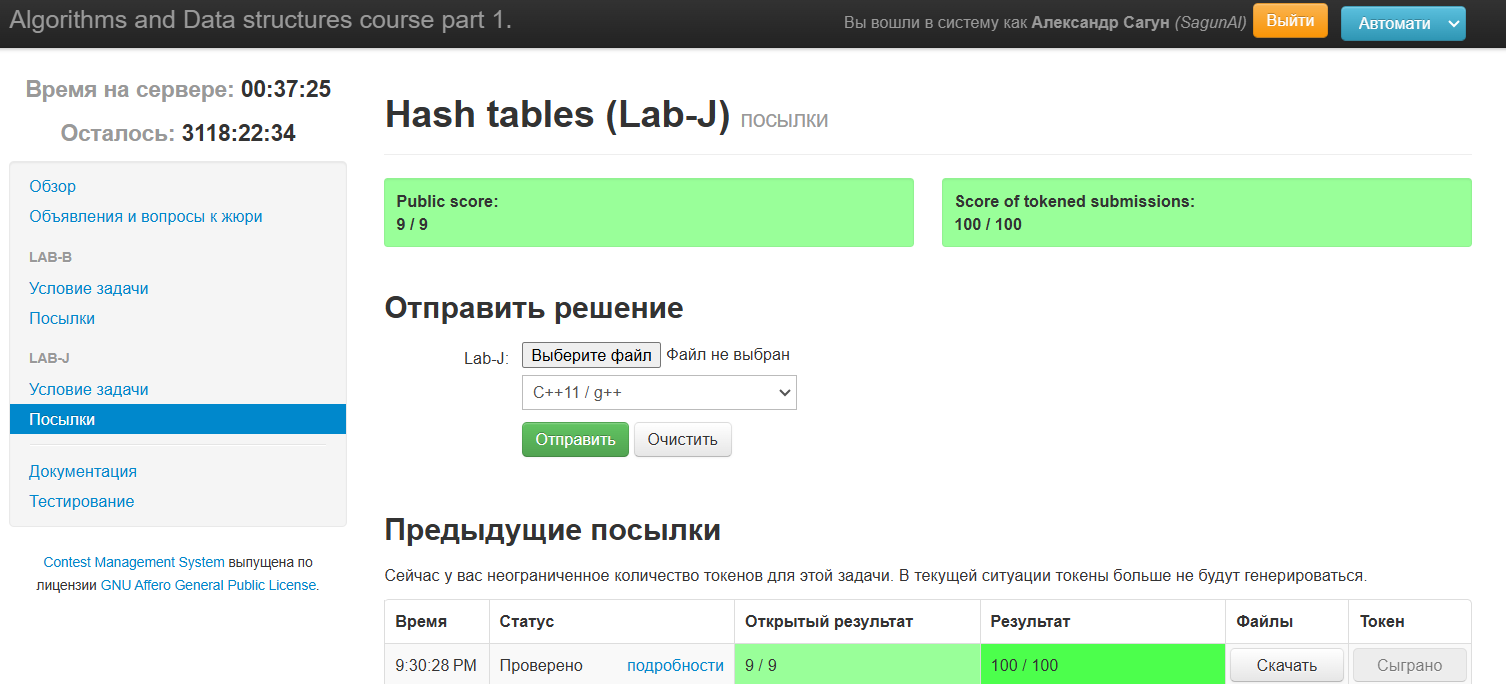 Algorithms and Data structures course part 1.
Вы вошли в систему как Александр Сагун (SagunAI)
Выйти
Автомати
Время на сервере: 00:37:25
Осталось: 3118:22:34
Обзор
Объявления и вопросы к жюри
LAB-B
Условие задачи
Посылки
LAB-J
Условие задачи
Посылки
Документация
Тестирование
Contest Management System выпущена по
лицензии GNU Affero General Public License.
Hash tables (Lab-J) посылки
Public score:
9 / 9
Score of tokened submissions:
100 / 100
Отправить решение
Lab-J: Выберите файл Файл не выбран
C++11 / g++
Отправить Очистить
Предыдущие посылки
Сейчас у вас неограниченное количество токенов для этой задачи. В текущей ситуации токены больше не будут генерироваться.
Время Статус Открытый результат Результат Файлы Токен
9:30:28 PM Проверено подробности 9 / 9 100 / 100 Скачать Сыграно